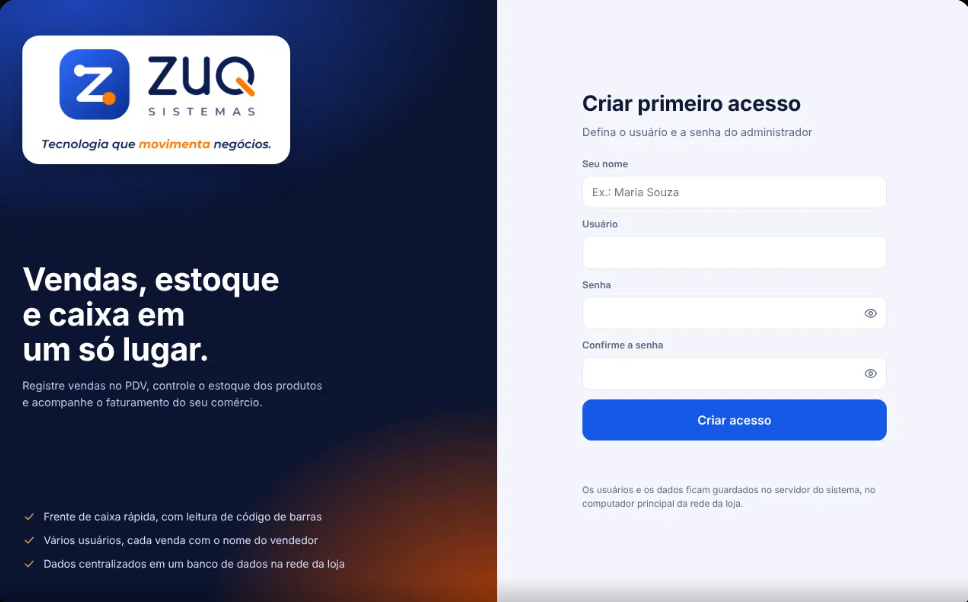 ZUQ
SISTEMAS
Tecnologia que movimenta negócios.
Vendas, estoque
e caixa em
um só lugar.
Registre vendas no PDV, controle o estoque dos produtos
e acompanhe o faturamento do seu comércio.
Frente de caixa rápida, com leitura de código de barras
Vários usuários, cada venda com o nome do vendedor
Dados centralizados em um banco de dados na rede da loja
Criar primeiro acesso
Defina o usuário e a senha do administrador
Seu nome
Ex.: Maria Souza
Usuário
Senha
Confirme a senha
Criar acesso
Os usuários e os dados ficam guardados no servidor do sistema, no
computador principal da rede da loja.